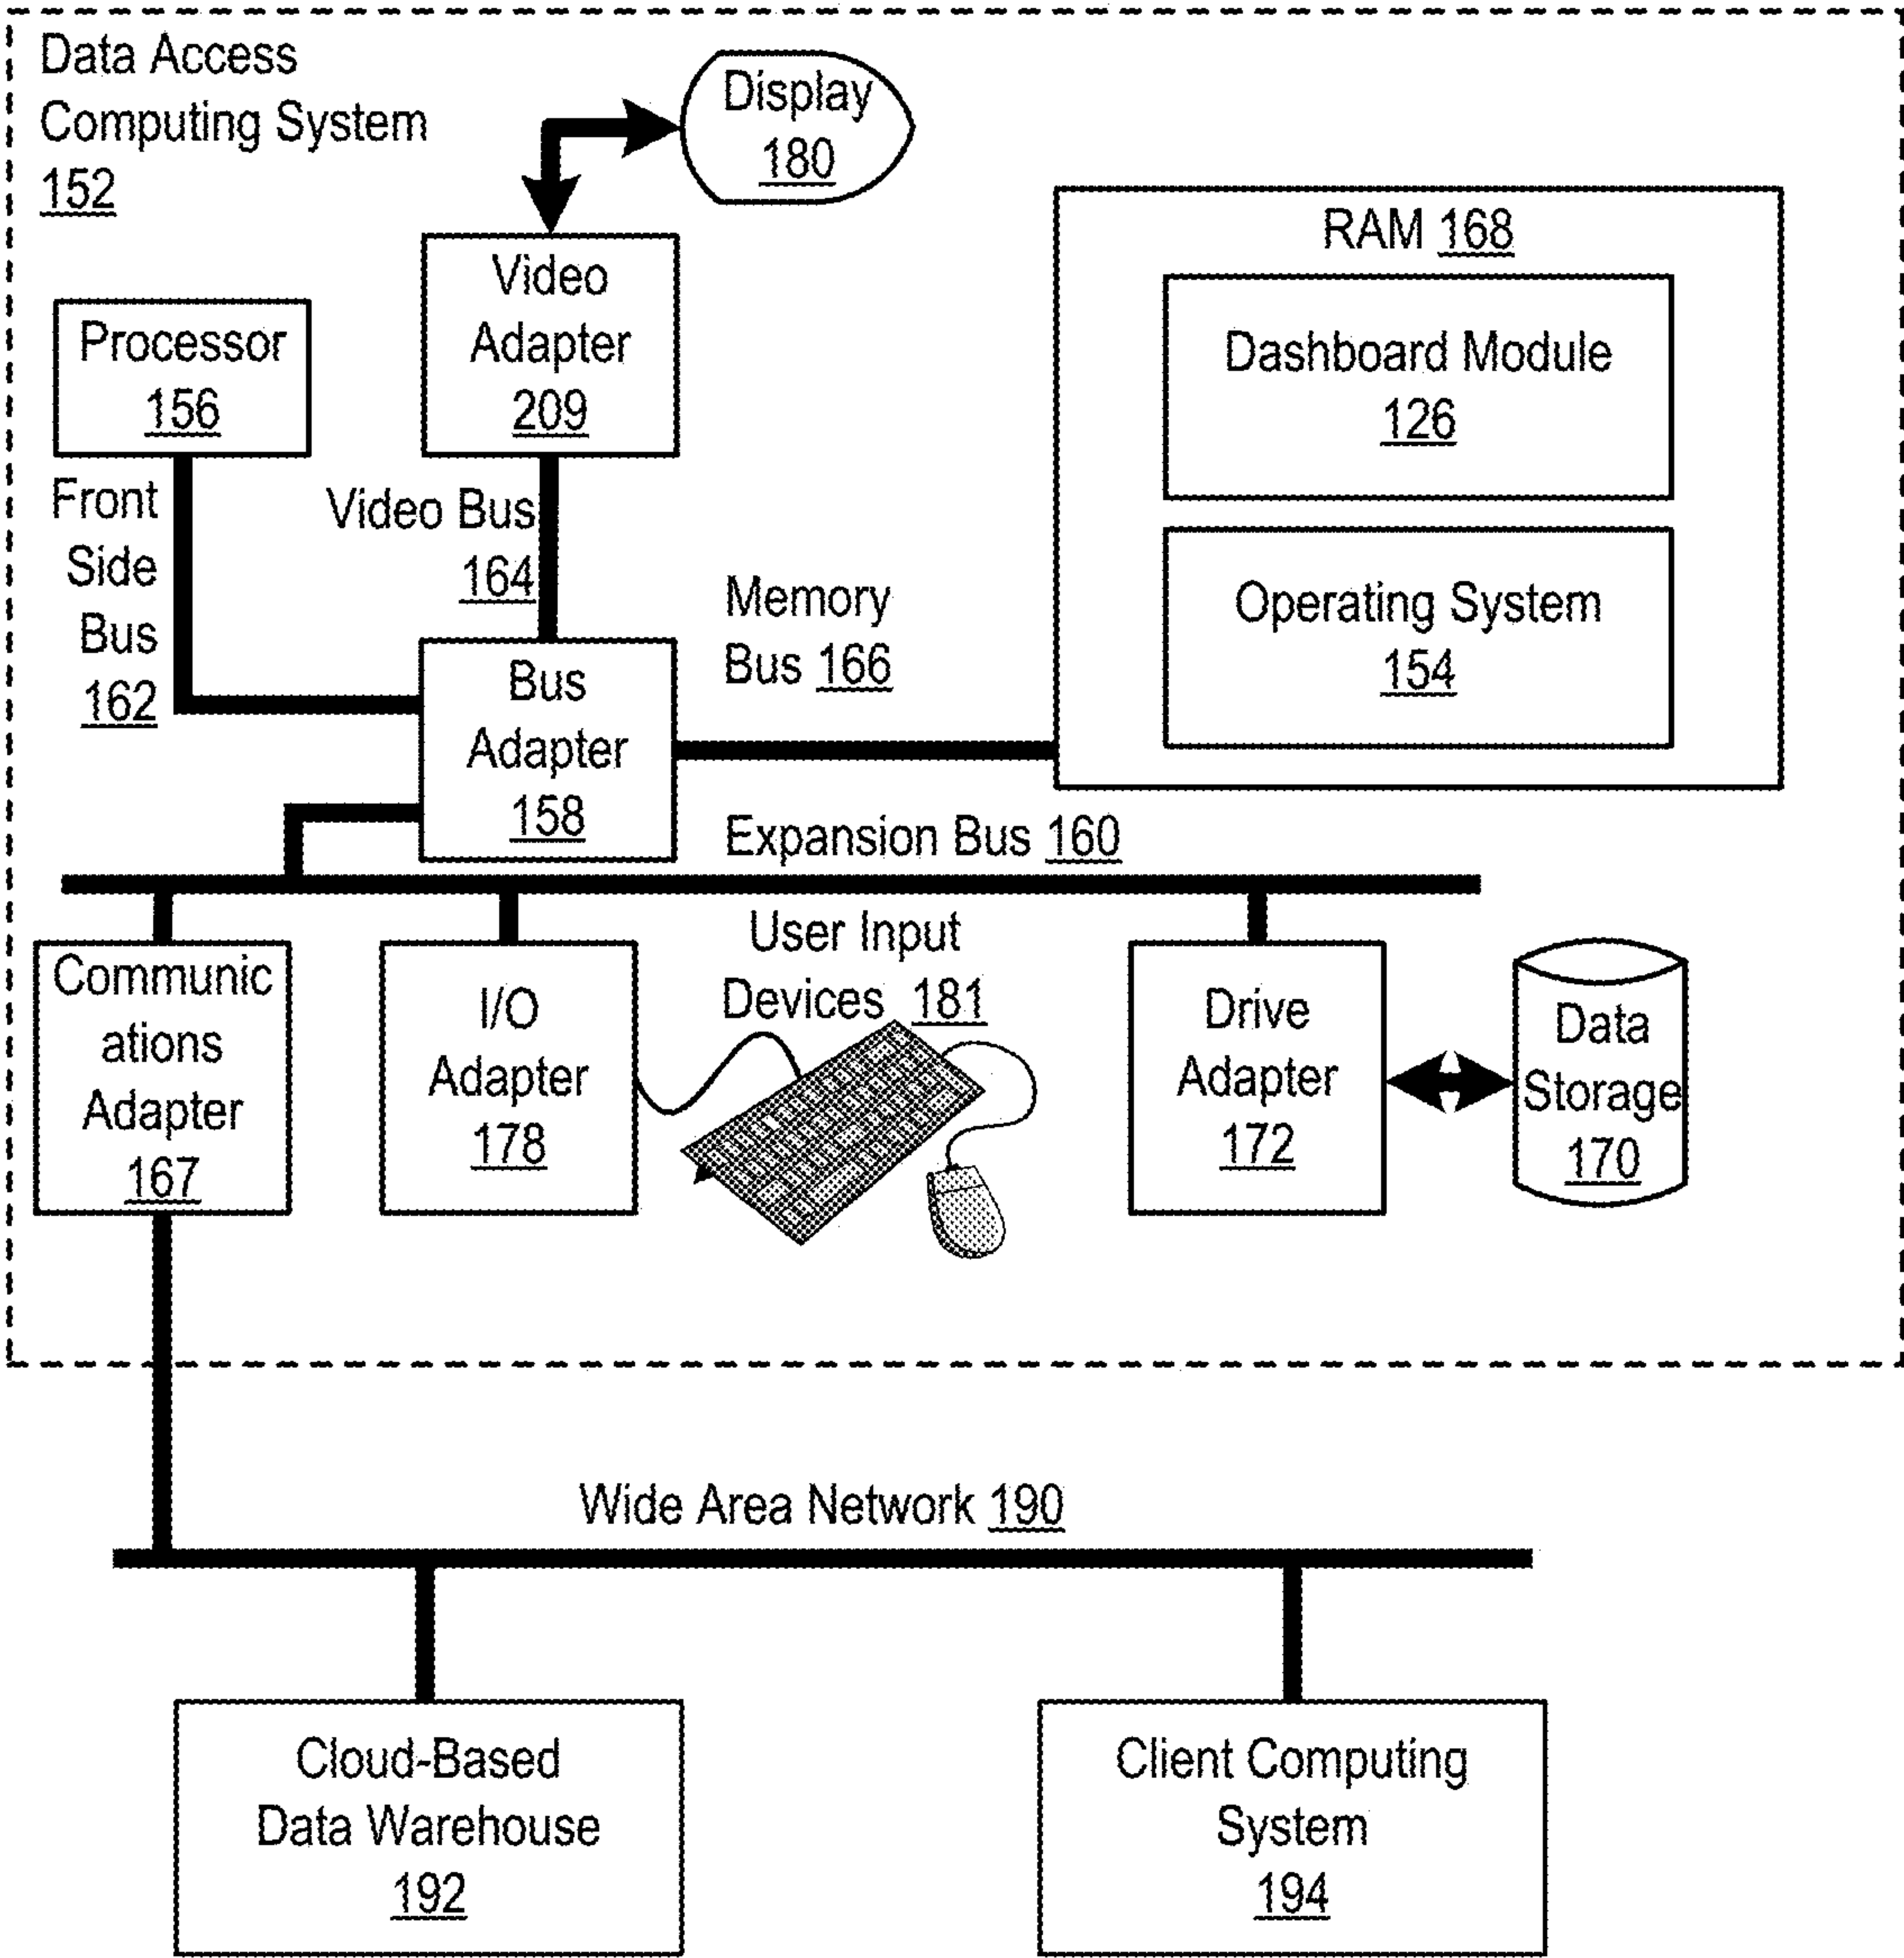 Data Access
Computing System
152
Display
180
Video
Adapter
209
Processor
156
RAM 168
Dashboard Module
126
Operating System
154
Front
Side
Bus
162
Video Bus
164
Memory
Bus 166
Bus
Adapter
158
Expansion Bus 160
Communic
ations
Adapter
167
I/O
Adapter
178
User Input
Devices 181
Drive
Adapter
172
Data
Storage
170
Wide Area Network 190
Cloud-Based
Data Warehouse
192
Client Computing
System
194